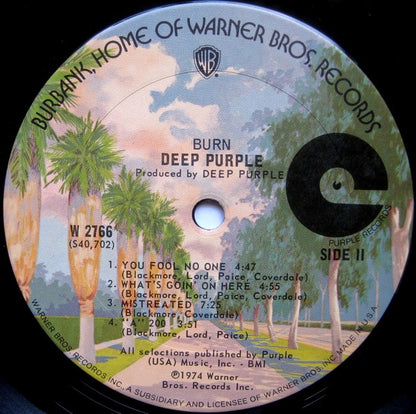 BURBANK, HOME OF WARNER BROS. RECORDS
WB
BURN
DEEP PURPLE
Produced by DEEP PURPLE
e
PURPLE RECORDS
W 2766
(S40,702)
SIDE II
1. YOU FOOL NO ONE 4:47
(Blackmore, Lord, Paice, Coverdale)
2. WHAT'S GOIN' ON HERE 4:55
(Blackmore, Lord, Paice, Coverdale)
3. MISTREATED 7:25
(Blackmore, Coverdale)
4. "A" 200 3:51
(Blackmore, Lord, Paice)
All selections published by Purple
(USA) Music, Inc. - BMI
℗1974 Warner
Bros. Records Inc.
WARNER BROS. RECORDS INC. A SUBSIDIARY AND LICENSEE OF WARNER BROS. INC. MADE IN U.S.A.